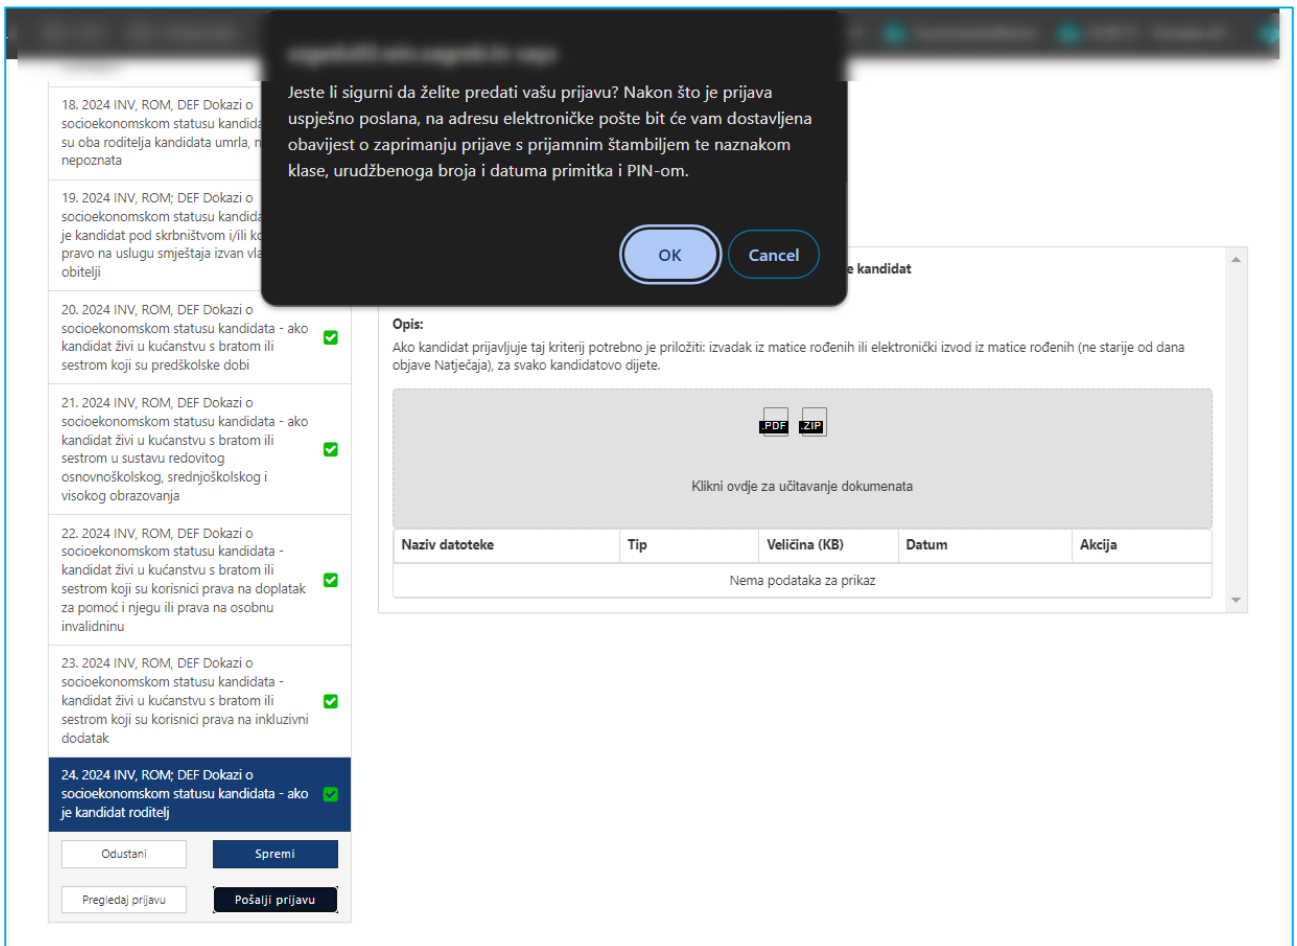 Jeste li sigurni da želite predati vašu prijavu? Nakon što je prijava
uspješno poslana, na adresu elektroničke pošte bit će vam dostavljena
obavijest o zaprimanju prijave s prijamnim štambiljem te naznakom
klase, urudžbenoga broja i datuma primitka i PIN-om.
OK
Cancel
18. 2024 INV, ROM, DEF Dokazi o
socioekonomskom statusu
su oba roditelja kandidata umrla,
nepoznata
19. 2024 INV, ROM; DEF Dokazi o
socioekonomskom statusu
je kandidat pod skrbništvom i/ili
pravo na uslugu smještaja izvan
obitelji
20. 2024 INV, ROM, DEF Dokazi o
socioekonomskom statusu kandidata - ako
kandidat živi u kućanstvu s bratom ili
sestrom koji su predškolske dobi
21. 2024 INV, ROM, DEF Dokazi o
socioekonomskom statusu kandidata - ako
kandidat živi u kućanstvu s bratom ili
sestrom u sustavu redovitog
osnovnoškolskog, srednjoškolskog i
visokog obrazovanja
22. 2024 INV, ROM, DEF Dokazi o
socioekonomskom statusu kandidata -
kandidat živi u kućanstvu s bratom ili
sestrom koji su korisnici prava na doplatak
za pomoć i njegu ili prava na osobnu
invalidninu
23. 2024 INV, ROM, DEF Dokazi o
socioekonomskom statusu kandidata -
kandidat živi u kućanstvu s bratom ili
sestrom koji su korisnici prava na inkluzivni
dodatak
24. 2024 INV, ROM; DEF Dokazi o
socioekonomskom statusu kandidata - ako
je kandidat roditelj
Odustani
Spremi
Pregledaj prijavu
Pošalji prijavu
kandidat
Opis:
Ako kandidat prijavljuje taj kriterij potrebno je priložiti: izvadak iz matice rođenih ili elektronički izvod iz matice rođenih (ne starije od dana
objave Natječaja), za svako kandidatovo dijete.
.PDF .ZIP
Klikni ovdje za učitavanje dokumenata
Naziv datoteke Tip Veličina (KB) Datum Akcija
Nema podataka za prikaz